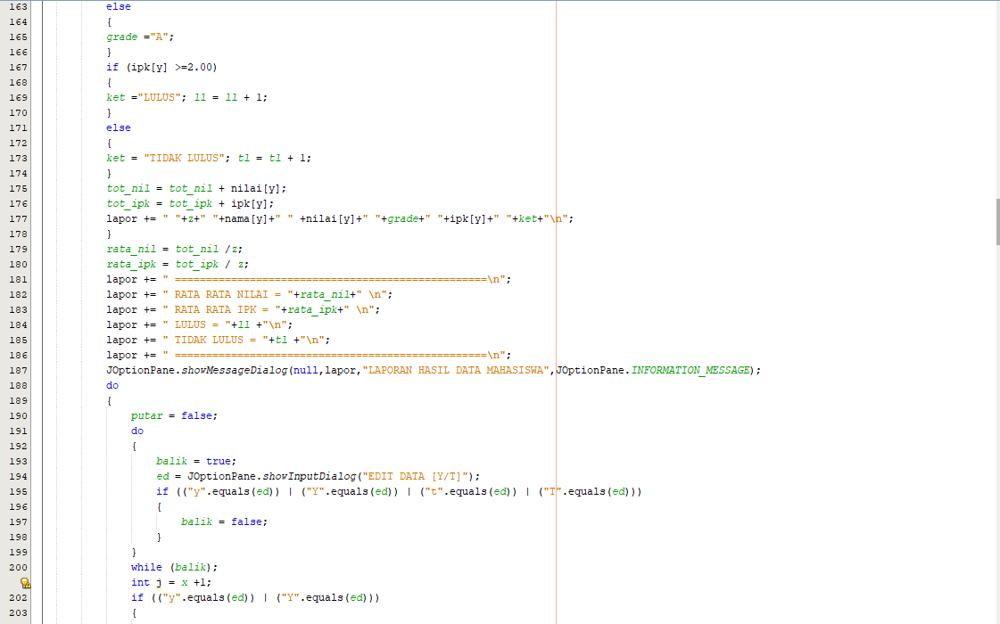 163 else
164 {
165 grade ="A";
166 }
167 if (ipk[y] >=2.00)
168 {
169 ket ="LULUS"; ll = ll + 1;
170 }
171 else
172 {
173 ket = "TIDAK LULUS"; tl = tl + 1;
174 }
175 tot_nil = tot_nil + nilai[y];
176 tot_ipk = tot_ipk + ipk[y];
177 lapor += " "+z+" "+nama[y]+" " +nilai[y]+" "+grade+" "+ipk[y]+" "+ket+"\n";
178 }
179 rata_nil = tot_nil /z;
180 rata_ipk = tot_ipk / z;
181 lapor += " ==================================================\n";
182 lapor += " RATA RATA NILAI = "+rata_nil+" \n";
183 lapor += " RATA RATA IPK = "+rata_ipk+" \n";
184 lapor += " LULUS = "+ll +"\n";
185 lapor += " TIDAK LULUS = "+tl +"\n";
186 lapor += " ==================================================\n";
187 JOptionPane.showMessageDialog(null,lapor,"LAPORAN HASIL DATA MAHASISWA",JOptionPane.INFORMATION_MESSAGE);
188 do
189 {
190 putar = false;
191 do
192 {
193 balik = true;
194 ed = JOptionPane.showInputDialog("EDIT DATA [Y/T]");
195 if (("y".equals(ed)) | ("Y".equals(ed)) | ("t".equals(ed)) | ("T".equals(ed)))
196 {
197 balik = false;
198 }
199 }
200 while (balik);
int j = x +1;
202 if (("y".equals(ed)) | ("Y".equals(ed)))
203 {